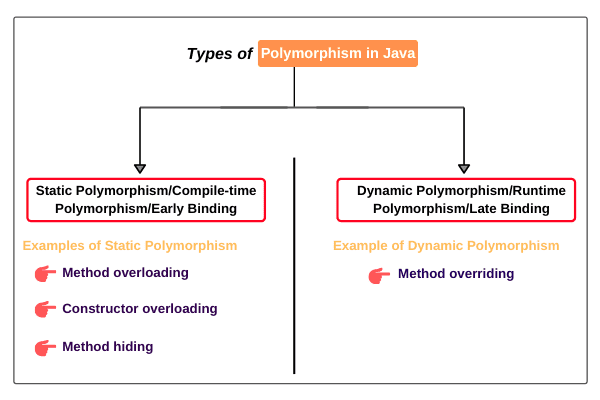 Types of Polymorphism in Java
Static Polymorphism/Compile-time
Polymorphism/Early Binding
Examples of Static Polymorphism
Method overloading
Constructor overloading
Method hiding
Dynamic Polymorphism/Runtime
Polymorphism/Late Binding
Example of Dynamic Polymorphism
Method overriding